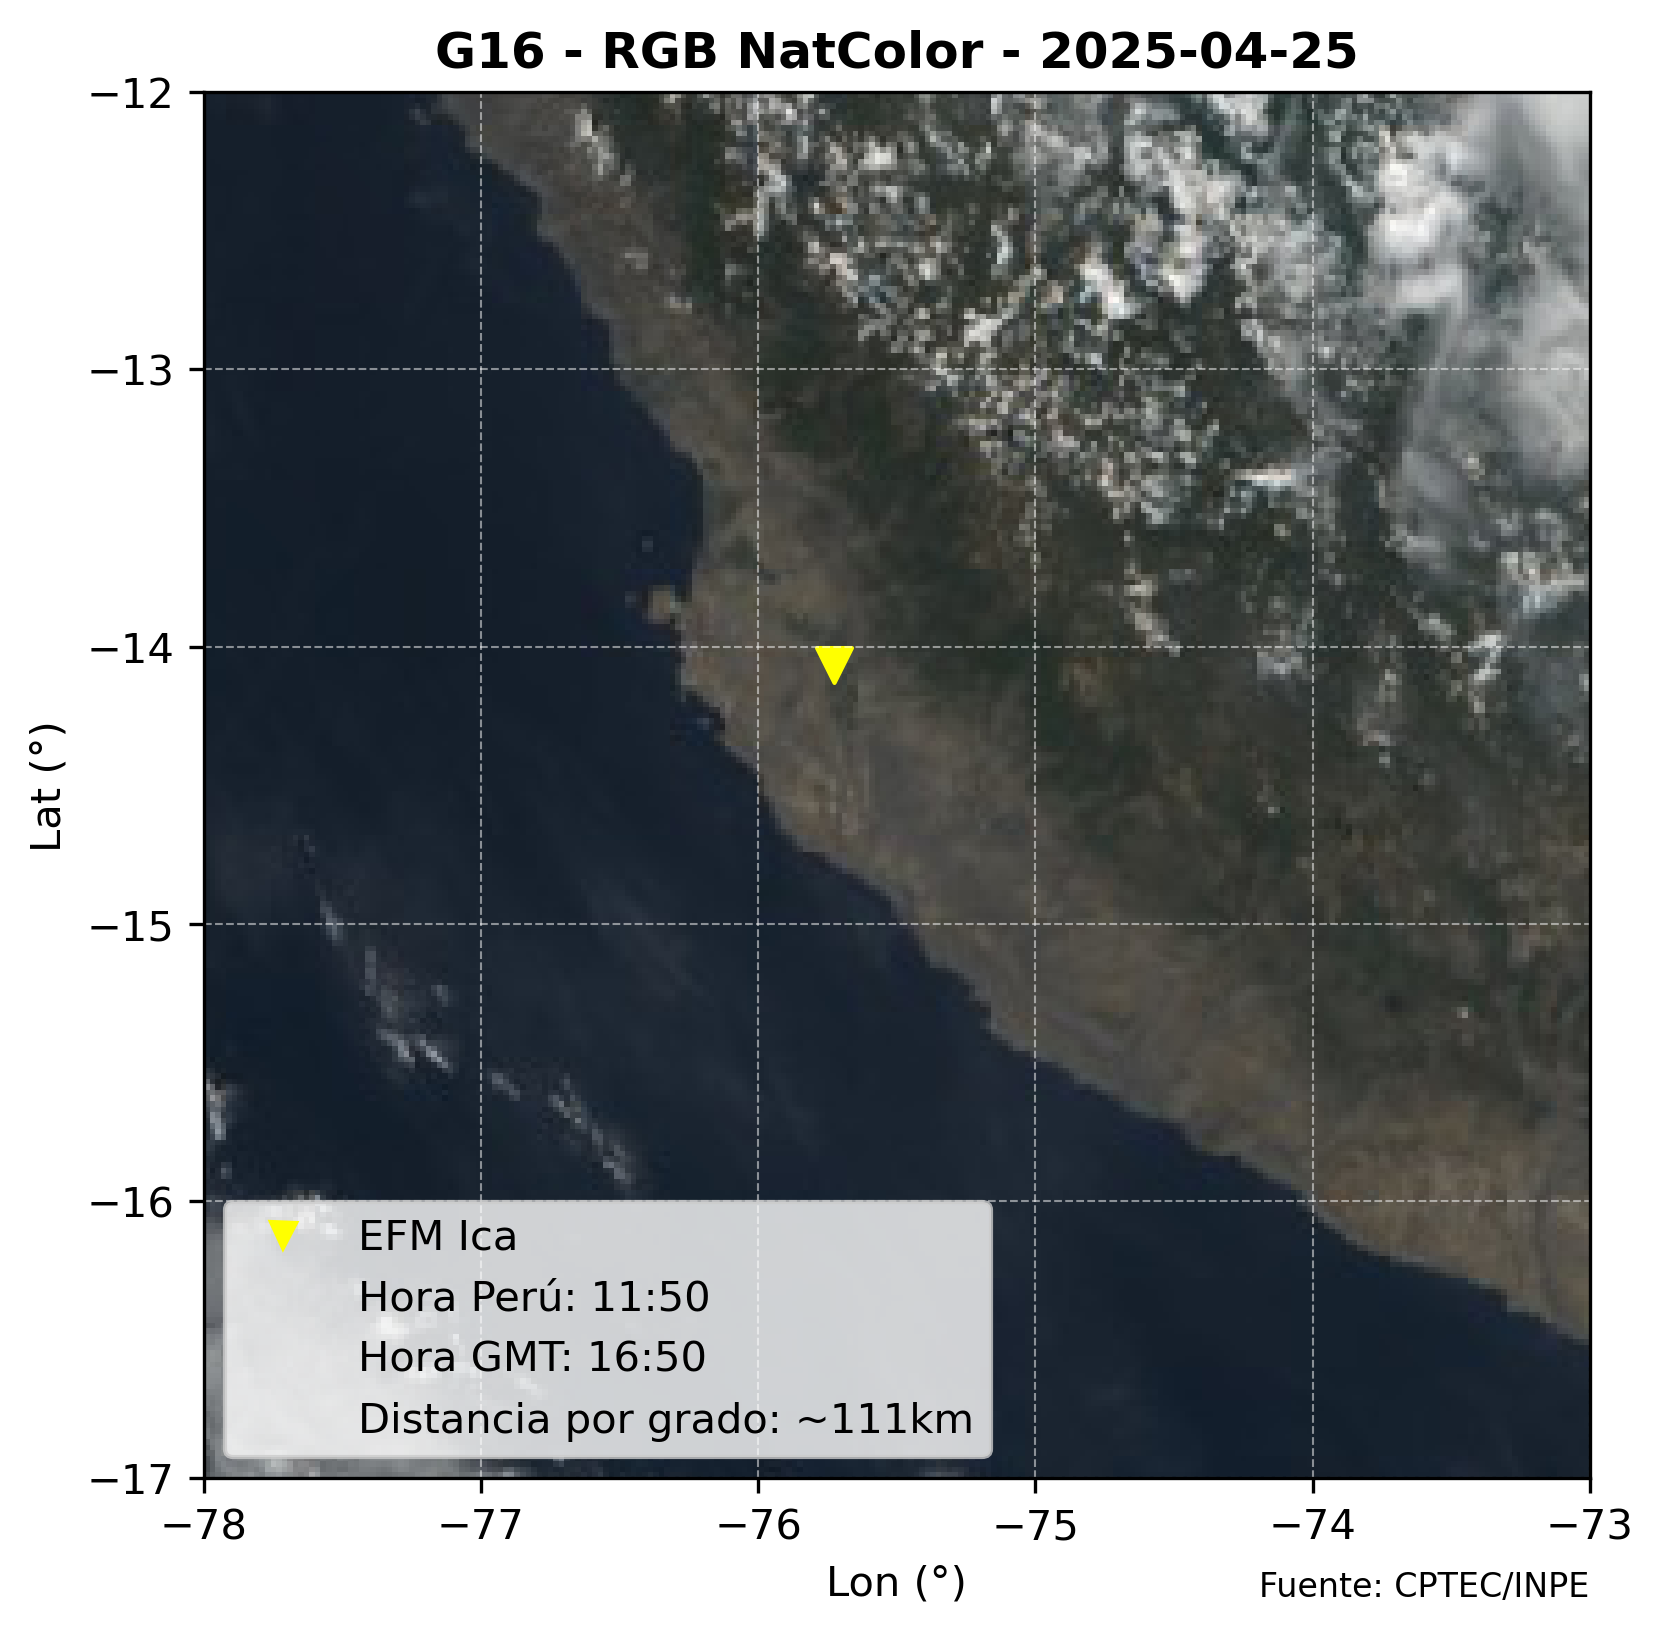 G16 - RGB NatColor - 2025-04-25
−12
−13
−14
−15
−16
−17
Lat (°)
EFM Ica
Hora Perú: 11:50
Hora GMT: 16:50
Distancia por grado: ~111km
−78 −77 −76 −75 −74 −73
Lon (°)
Fuente: CPTEC/INPE